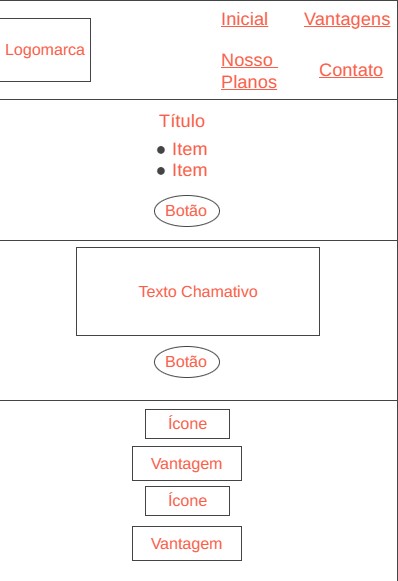 Logomarca
Inicial
Vantagens
Nosso
Planos
Contato
Título
Item
Item
Botão
Texto Chamativo
Botão
Ícone
Vantagem
Ícone
Vantagem